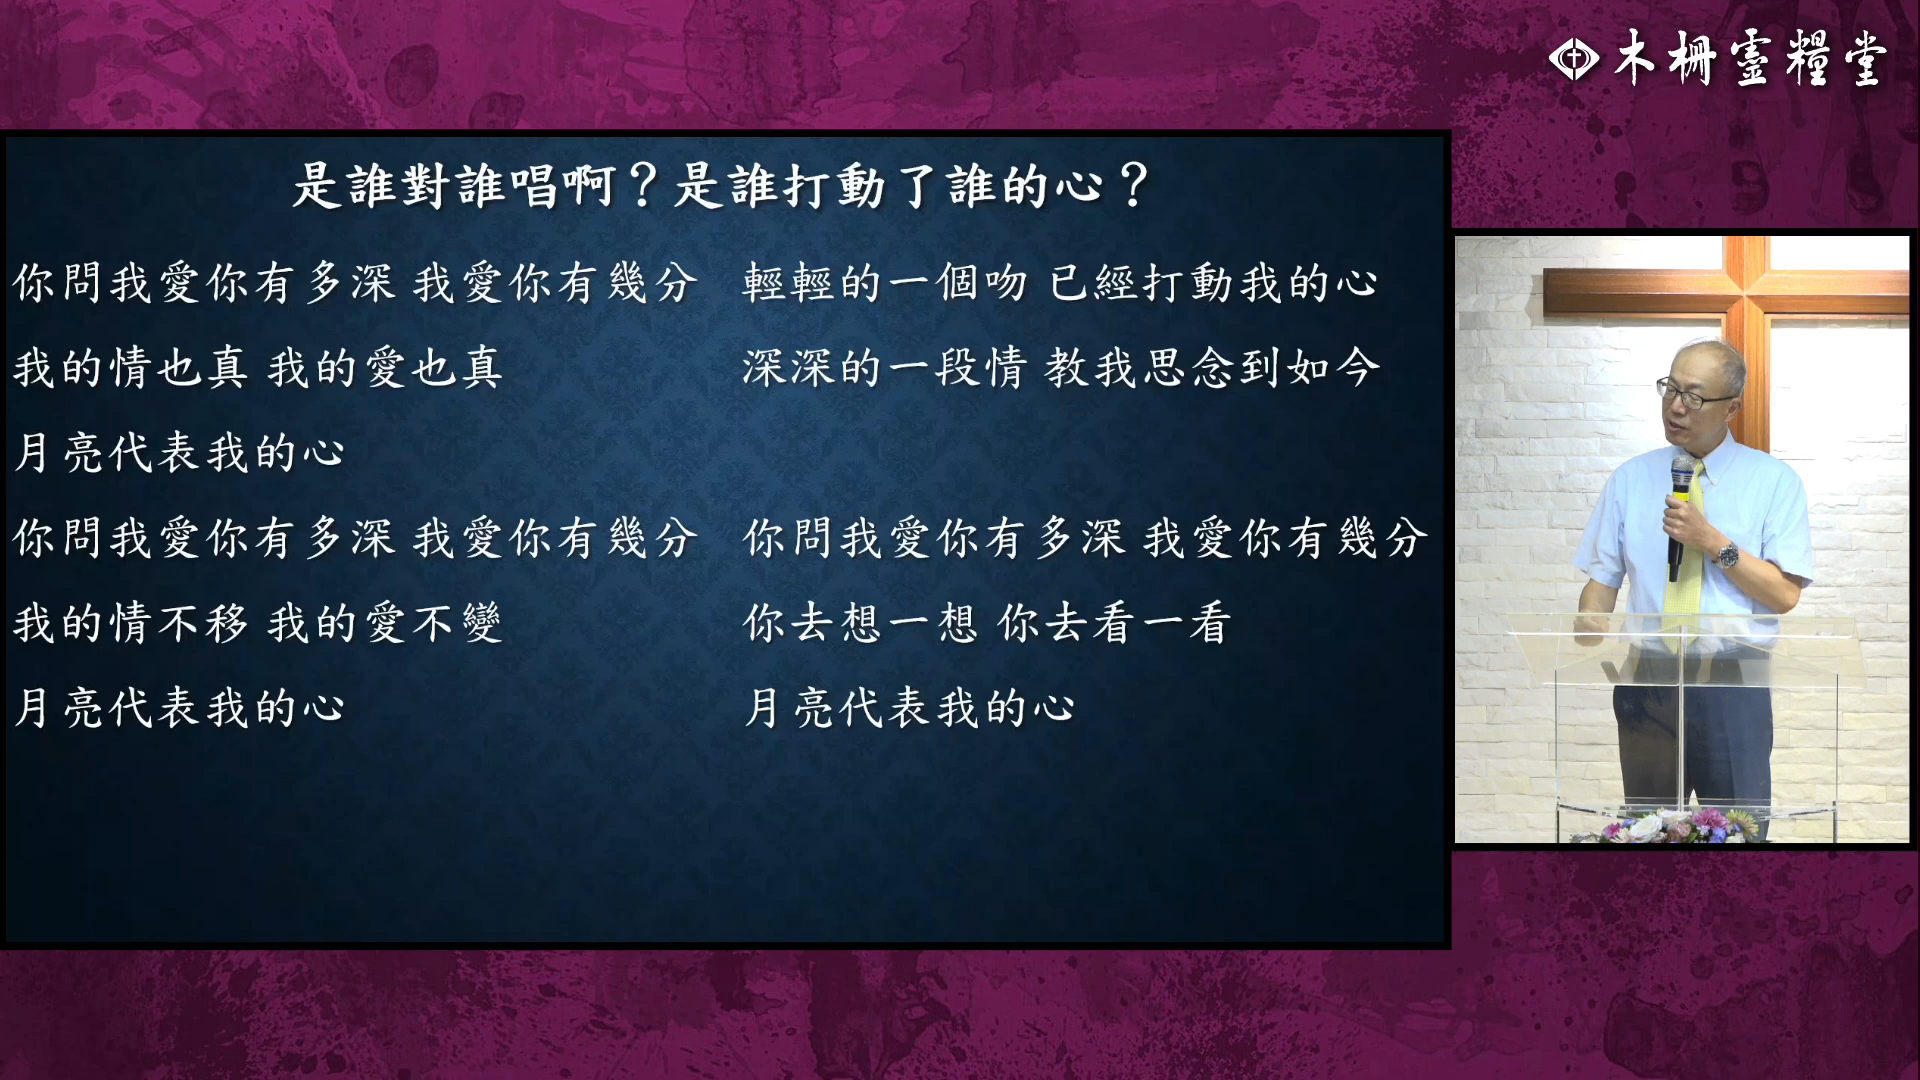 木柵靈糧堂
是誰對誰唱啊？是誰打動了誰的心？
你問我愛你有多深 我愛你有幾分
我的情也真 我的愛也真
月亮代表我的心
你問我愛你有多深 我愛你有幾分
我的情不移 我的愛不變
月亮代表我的心
輕輕的一個吻 已經打動我的心
深深的一段情 教我思念到如今
你問我愛你有多深 我愛你有幾分
你去想一想 你去看一看
月亮代表我的心